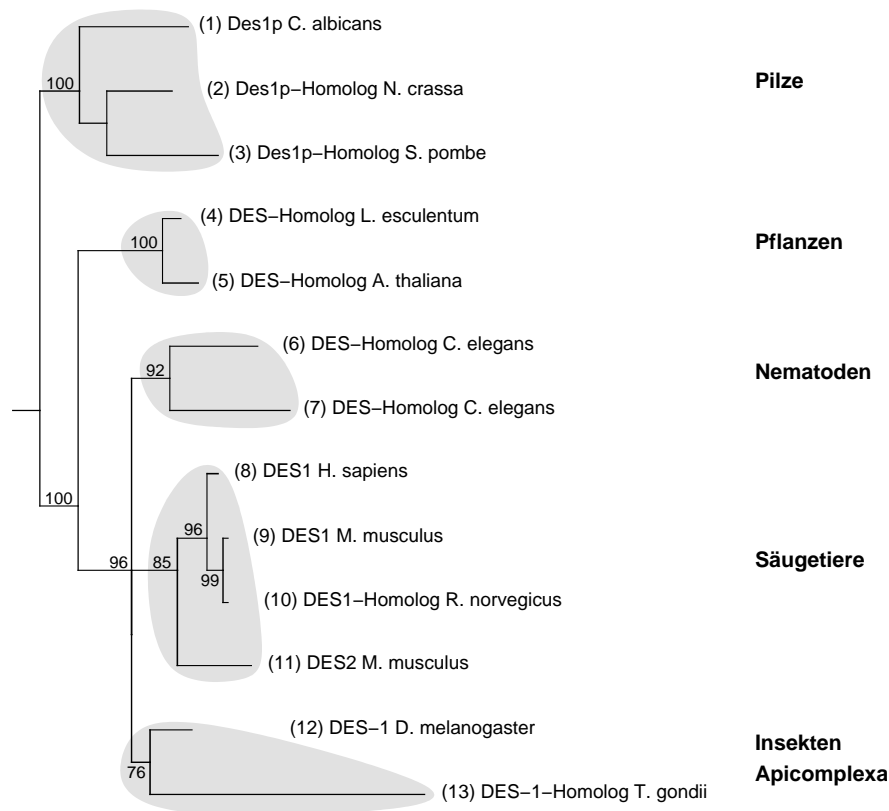 (1) Des1p C. albicans
100
(2) Des1p−Homolog N. crassa
Pilze
(3) Des1p−Homolog S. pombe
(4) DES−Homolog L. esculentum
100
Pflanzen
(5) DES−Homolog A. thaliana
(6) DES−Homolog C. elegans
92
Nematoden
(7) DES−Homolog C. elegans
(8) DES1 H. sapiens
100
96
(9) DES1 M. musculus
96
85
Säugetiere
99
(10) DES1−Homolog R. norvegicus
(11) DES2 M. musculus
(12) DES−1 D. melanogaster
Insekten
76
Apicomplexa
(13) DES−1−Homolog T. gondii